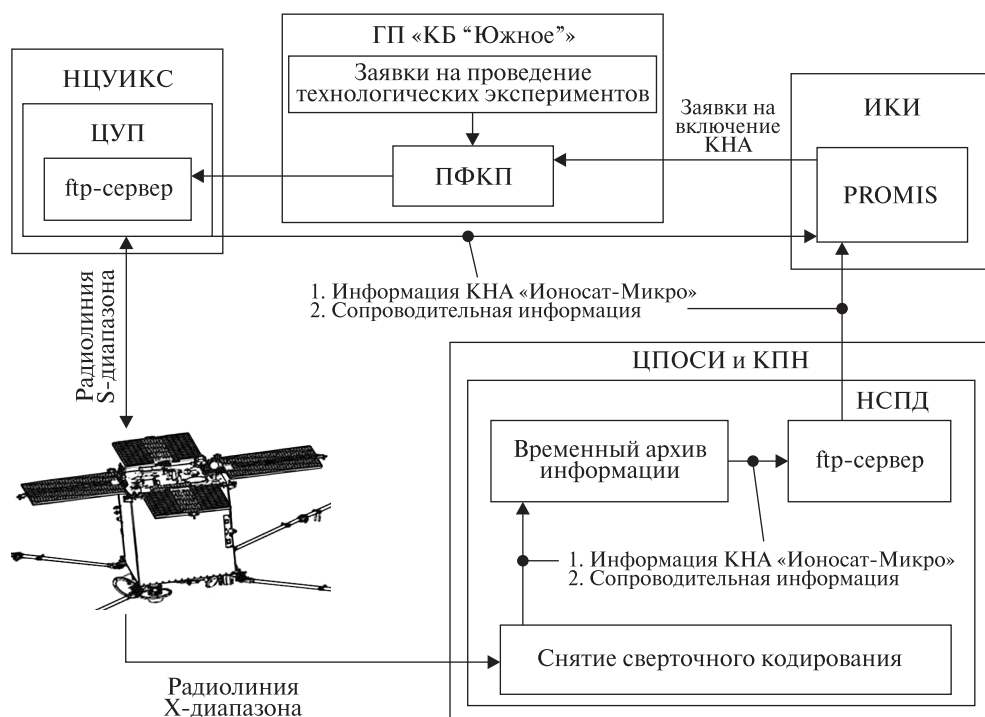 ГП «КБ “Южное”»
Заявки на проведение
технологических экспериментов
ПФКП
НЦУИКС
ЦУП
ftp-сервер
Заявки на
включение
КНА
ИКИ
PROMIS
1. Информация КНА «Ионосат-Микро»
2. Сопроводительная информация
Радиолиния
S-диапазона
ЦПОСИ и КПН
НСПД
Временный архив
информации
ftp-сервер
1. Информация КНА «Ионосат-Микро»
2. Сопроводительная информация
Снятие сверточного кодирования
Радиолиния
X-диапазона